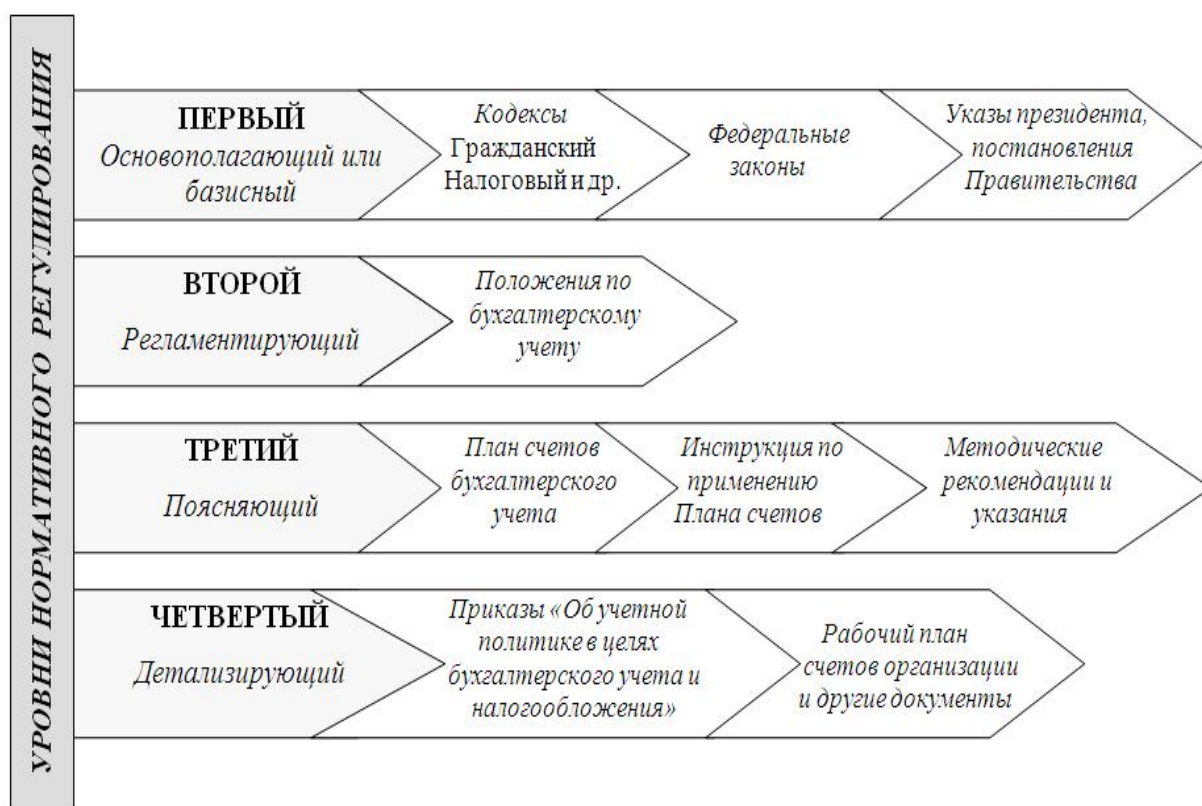 УРОВНИ НОРМАТИВНОГО РЕГУЛИРОВАНИЯ
ПЕРВЫЙ
Основополагающий или
базисный
Кодексы
Гражданский
Налоговый и др.
Федеральные
законы
Указы президента,
постановления
Правительства
ВТОРОЙ
Регламентирующий
Положения по
бухгалтерскому
учету
ТРЕТИЙ
Поясняющий
План счетов
бухгалтерского
учета
Инструкция по
применению
Плана счетов
Методические
рекомендации и
указания
ЧЕТВЕРТЫЙ
Детализирующий
Приказы «Об учетной
политике в целях
бухгалтерского учета и
налогообложения»
Рабочий план
счетов организации
и другие документы